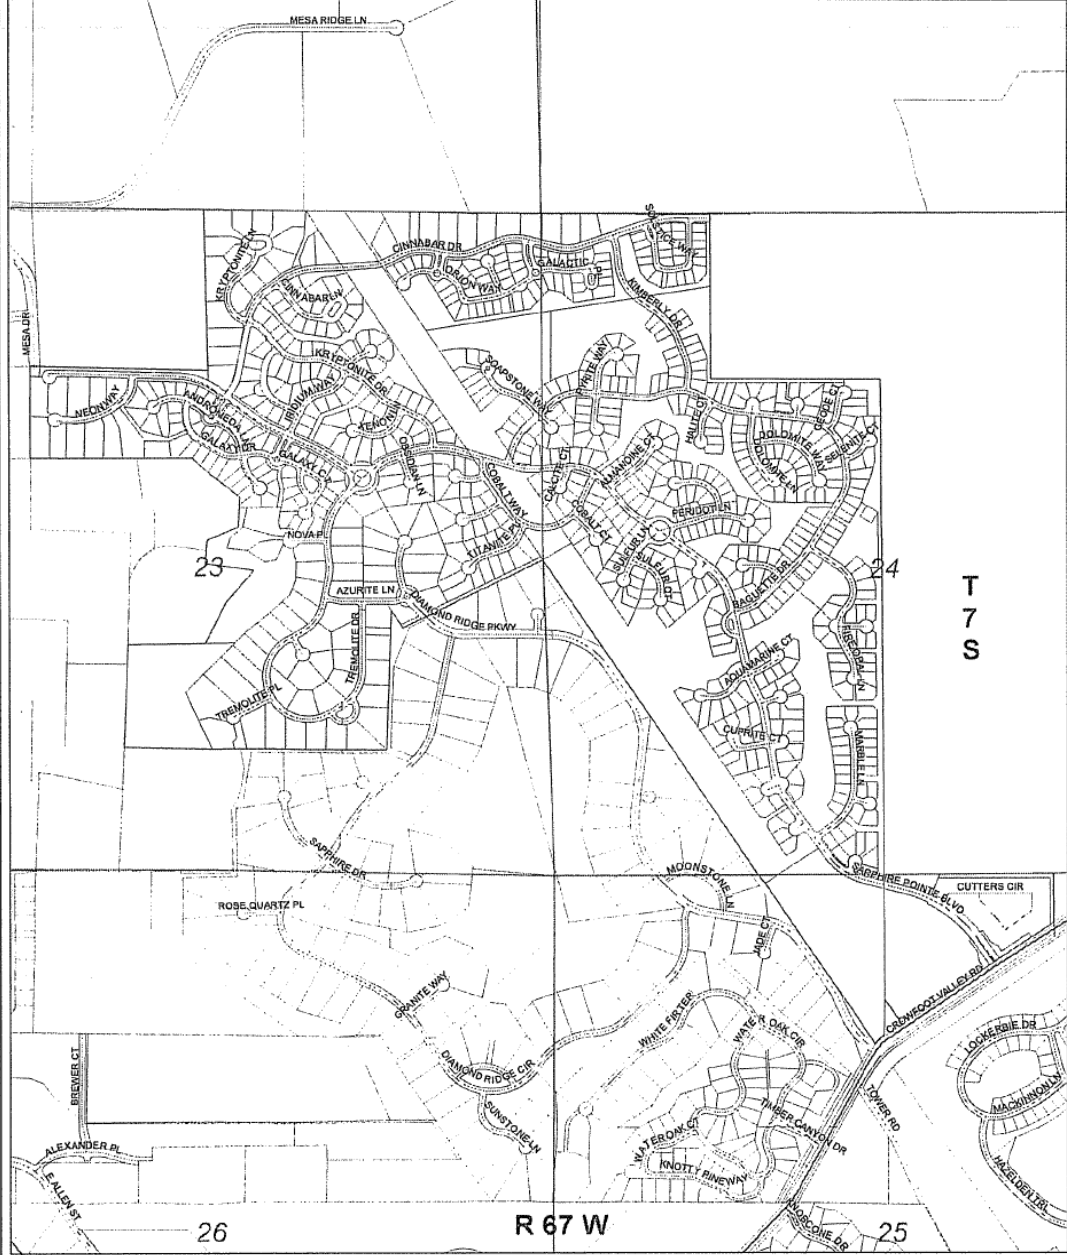 MESA RIDGE LN
SOLSTICE WAY
KRYPTONITE LN
CINNABAR DR
GALACTIC PL
ORION WAY
CINNABAR LN
KIMBERLY DR
MESA DR
KRYPTONITE DR
SOAPSTONE WAY
PYRITE WAY
IRIDIUM WAY
NEON WAY
ANDROMEDA LN
XENON LN
HALITE CT
GEODE CT
GALAXY DR
GALAXY CT
OBSIDIAN LN
DOLOMITE WAY
SELENITE CT
DOLOMITE LN
ALMANDINE CT
CALCITE CT
COBALT WAY
COBALT CT
PERIDOT LN
NOVA PL
TITANITE PL
SULFUR LN
SULFUR CT
23
24
AZURITE LN
DIAMOND RIDGE PKWY
BAGUETTE DR
T
7
S
TREMOLITE DR
FIRE OPAL LN
AQUAMARINE CT
TREMOLITE PL
CUPRITE CT
MARBLE LN
SAPPHIRE DR
MOONSTONE LN
SAPPHIRE POINTE BLVD
CUTTERS CIR
ROSE QUARTZ PL
JADE CT
GRANITE WAY
CROWFOOT VALLEY RD
WHITE FIR TER
WATER OAK CIR
LOCKERBIE DR
BREWER CT
DIAMOND RIDGE CIR
MACKINNON LN
TOWER RD
SUNSTONE LN
TIMBER CANYON DR
WATER OAK CT
ALEXANDER PL
KNOTTY PINE WAY
HAZELDEN TRL
E ALLEN ST
26
R 67 W
25
KNOBCONE DR